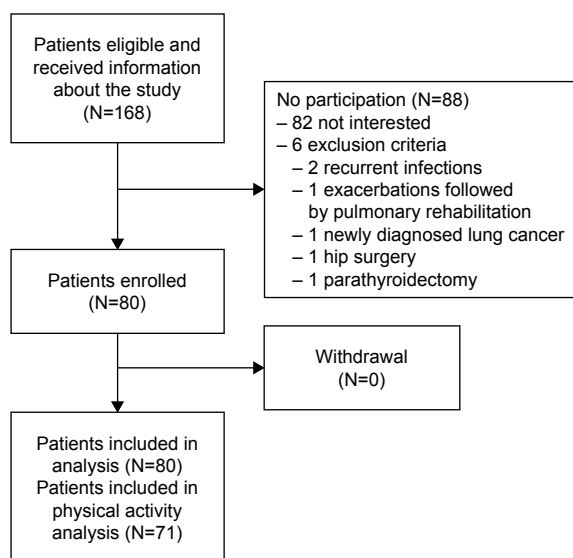 Patients eligible and
received information
about the study
(N=168)
No participation (N=88)
– 82 not interested
– 6 exclusion criteria
– 2 recurrent infections
– 1 exacerbations followed
by pulmonary rehabilitation
– 1 newly diagnosed lung cancer
– 1 hip surgery
– 1 parathyroidectomy
Patients enrolled
(N=80)
Withdrawal
(N=0)
Patients included in
analysis (N=80)
Patients included in
physical activity
analysis (N=71)